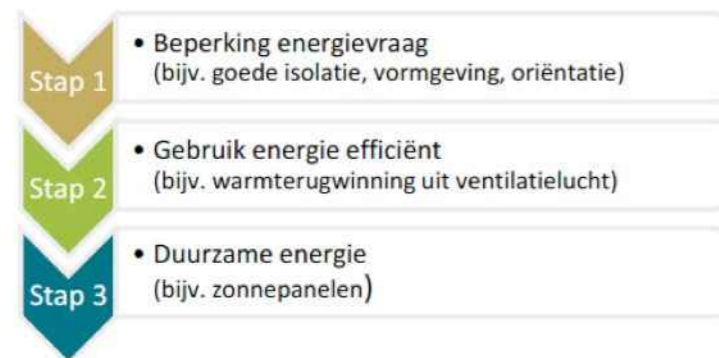 Stap 1
• Beperking energievraag
(bijv. goede isolatie, vormgeving, oriëntatie)
Stap 2
• Gebruik energie efficiënt
(bijv. warmterugwinning uit ventilatielucht)
Stap 3
• Duurzame energie
(bijv. zonnepanelen)